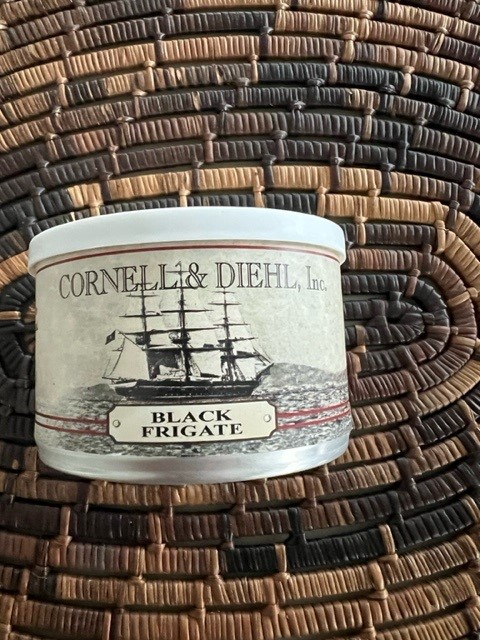 CORNELL & DIEHL, Inc.
BLACK
FRIGATE